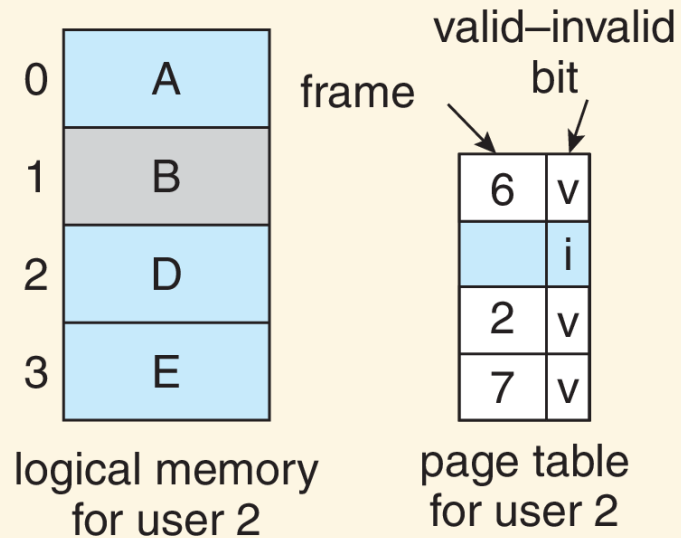 0
A
1
B
2
D
3
E
logical memory
for user 2
valid–invalid
bit
frame
6 v
i
2 v
7 v
page table
for user 2